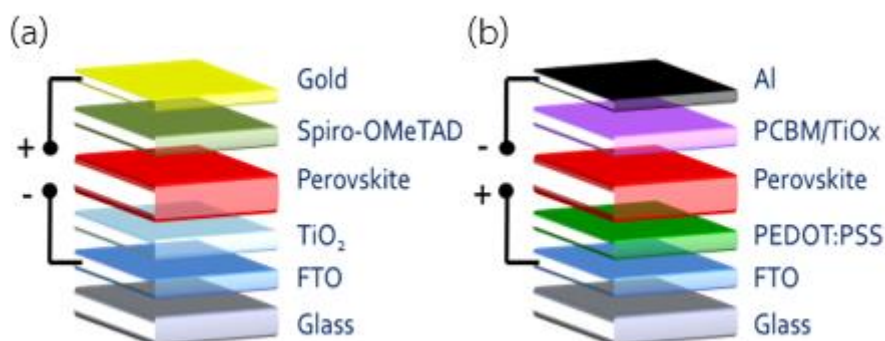 (a)
Gold
Spiro-OMeTAD
+
Perovskite
-
TiO₂
FTO
Glass
(b)
Al
PCBM/TiOx
-
Perovskite
+
PEDOT:PSS
FTO
Glass